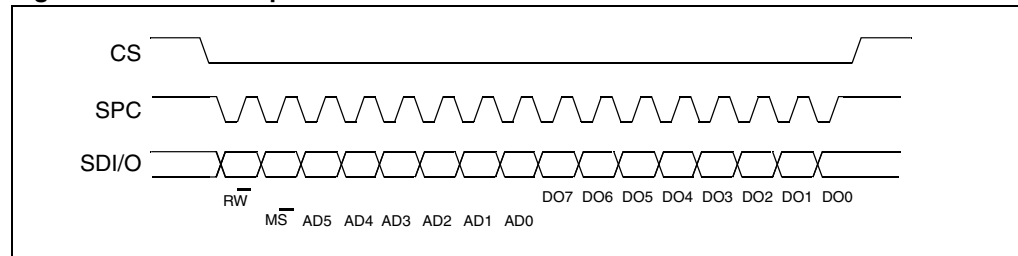 CS
SPC
SDI/O
RW DO7 DO6 DO5 DO4 DO3 DO2 DO1 DO0
MS AD5 AD4 AD3 AD2 AD1 AD0